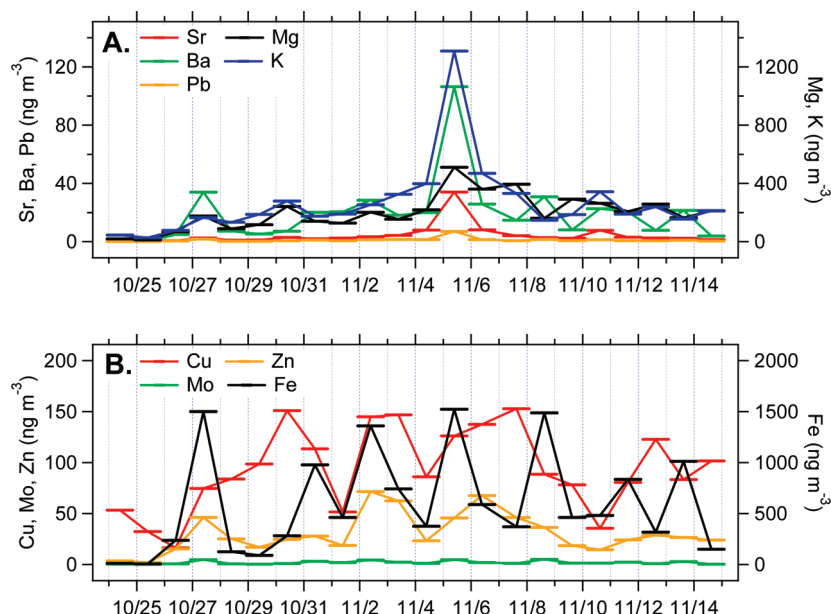 A.
Sr Mg
Ba K
Pb
Sr, Ba, Pb (ng m⁻³)
120
80
40
0
Mg, K (ng m⁻³)
1200
800
400
0
10/25 10/27 10/29 10/31 11/2 11/4 11/6 11/8 11/10 11/12 11/14
B.
Cu Zn
Mo Fe
Cu, Mo, Zn (ng m⁻³)
200
150
100
50
0
Fe (ng m⁻³)
2000
1500
1000
500
0
10/25 10/27 10/29 10/31 11/2 11/4 11/6 11/8 11/10 11/12 11/14